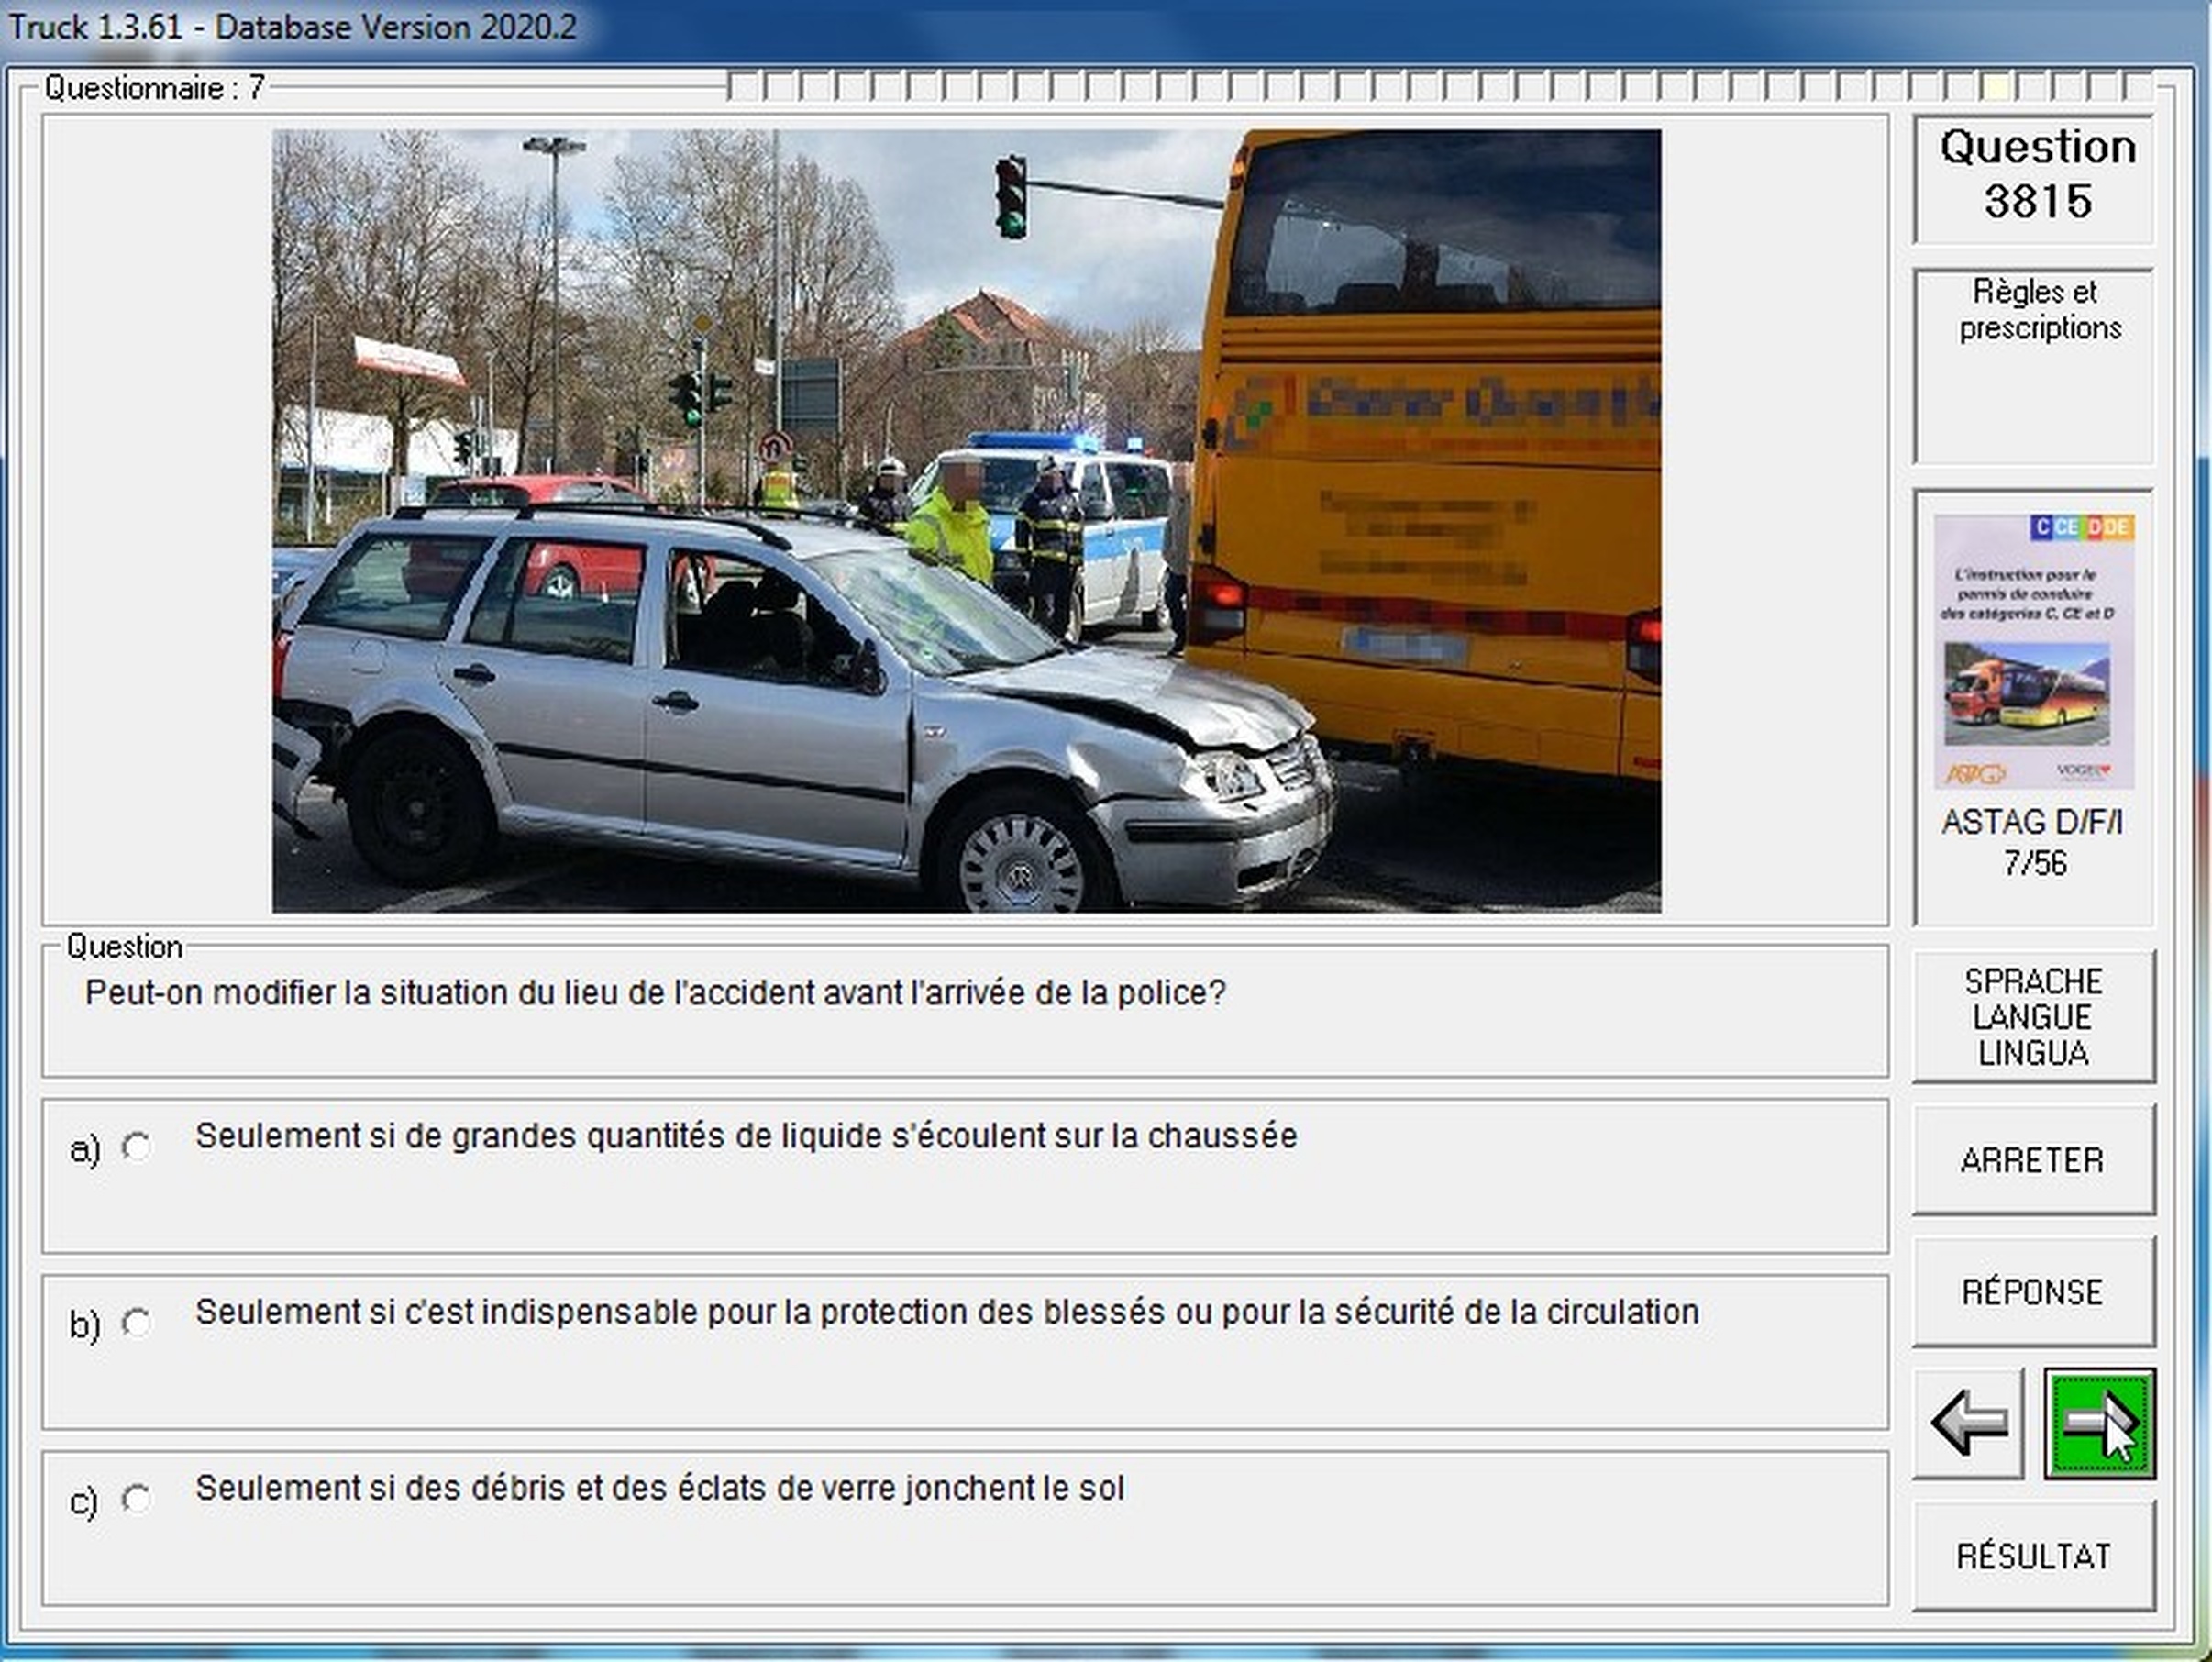 Truck 1.3.61 - Database Version 2020.2
Questionnaire : 7
Question
3815
Règles et
prescriptions
C CE D DE
L'instruction pour le
permis de conduire
des catégories C, CE et D
ASTAG
VOGEL
ASTAG D/F/I
7/56
Question
Peut-on modifier la situation du lieu de l'accident avant l'arrivée de la police?
a) Seulement si de grandes quantités de liquide s'écoulent sur la chaussée
b) Seulement si c'est indispensable pour la protection des blessés ou pour la sécurité de la circulation
c) Seulement si des débris et des éclats de verre jonchent le sol
SPRACHE
LANGUE
LINGUA
ARRETER
RÉPONSE
RÉSULTAT